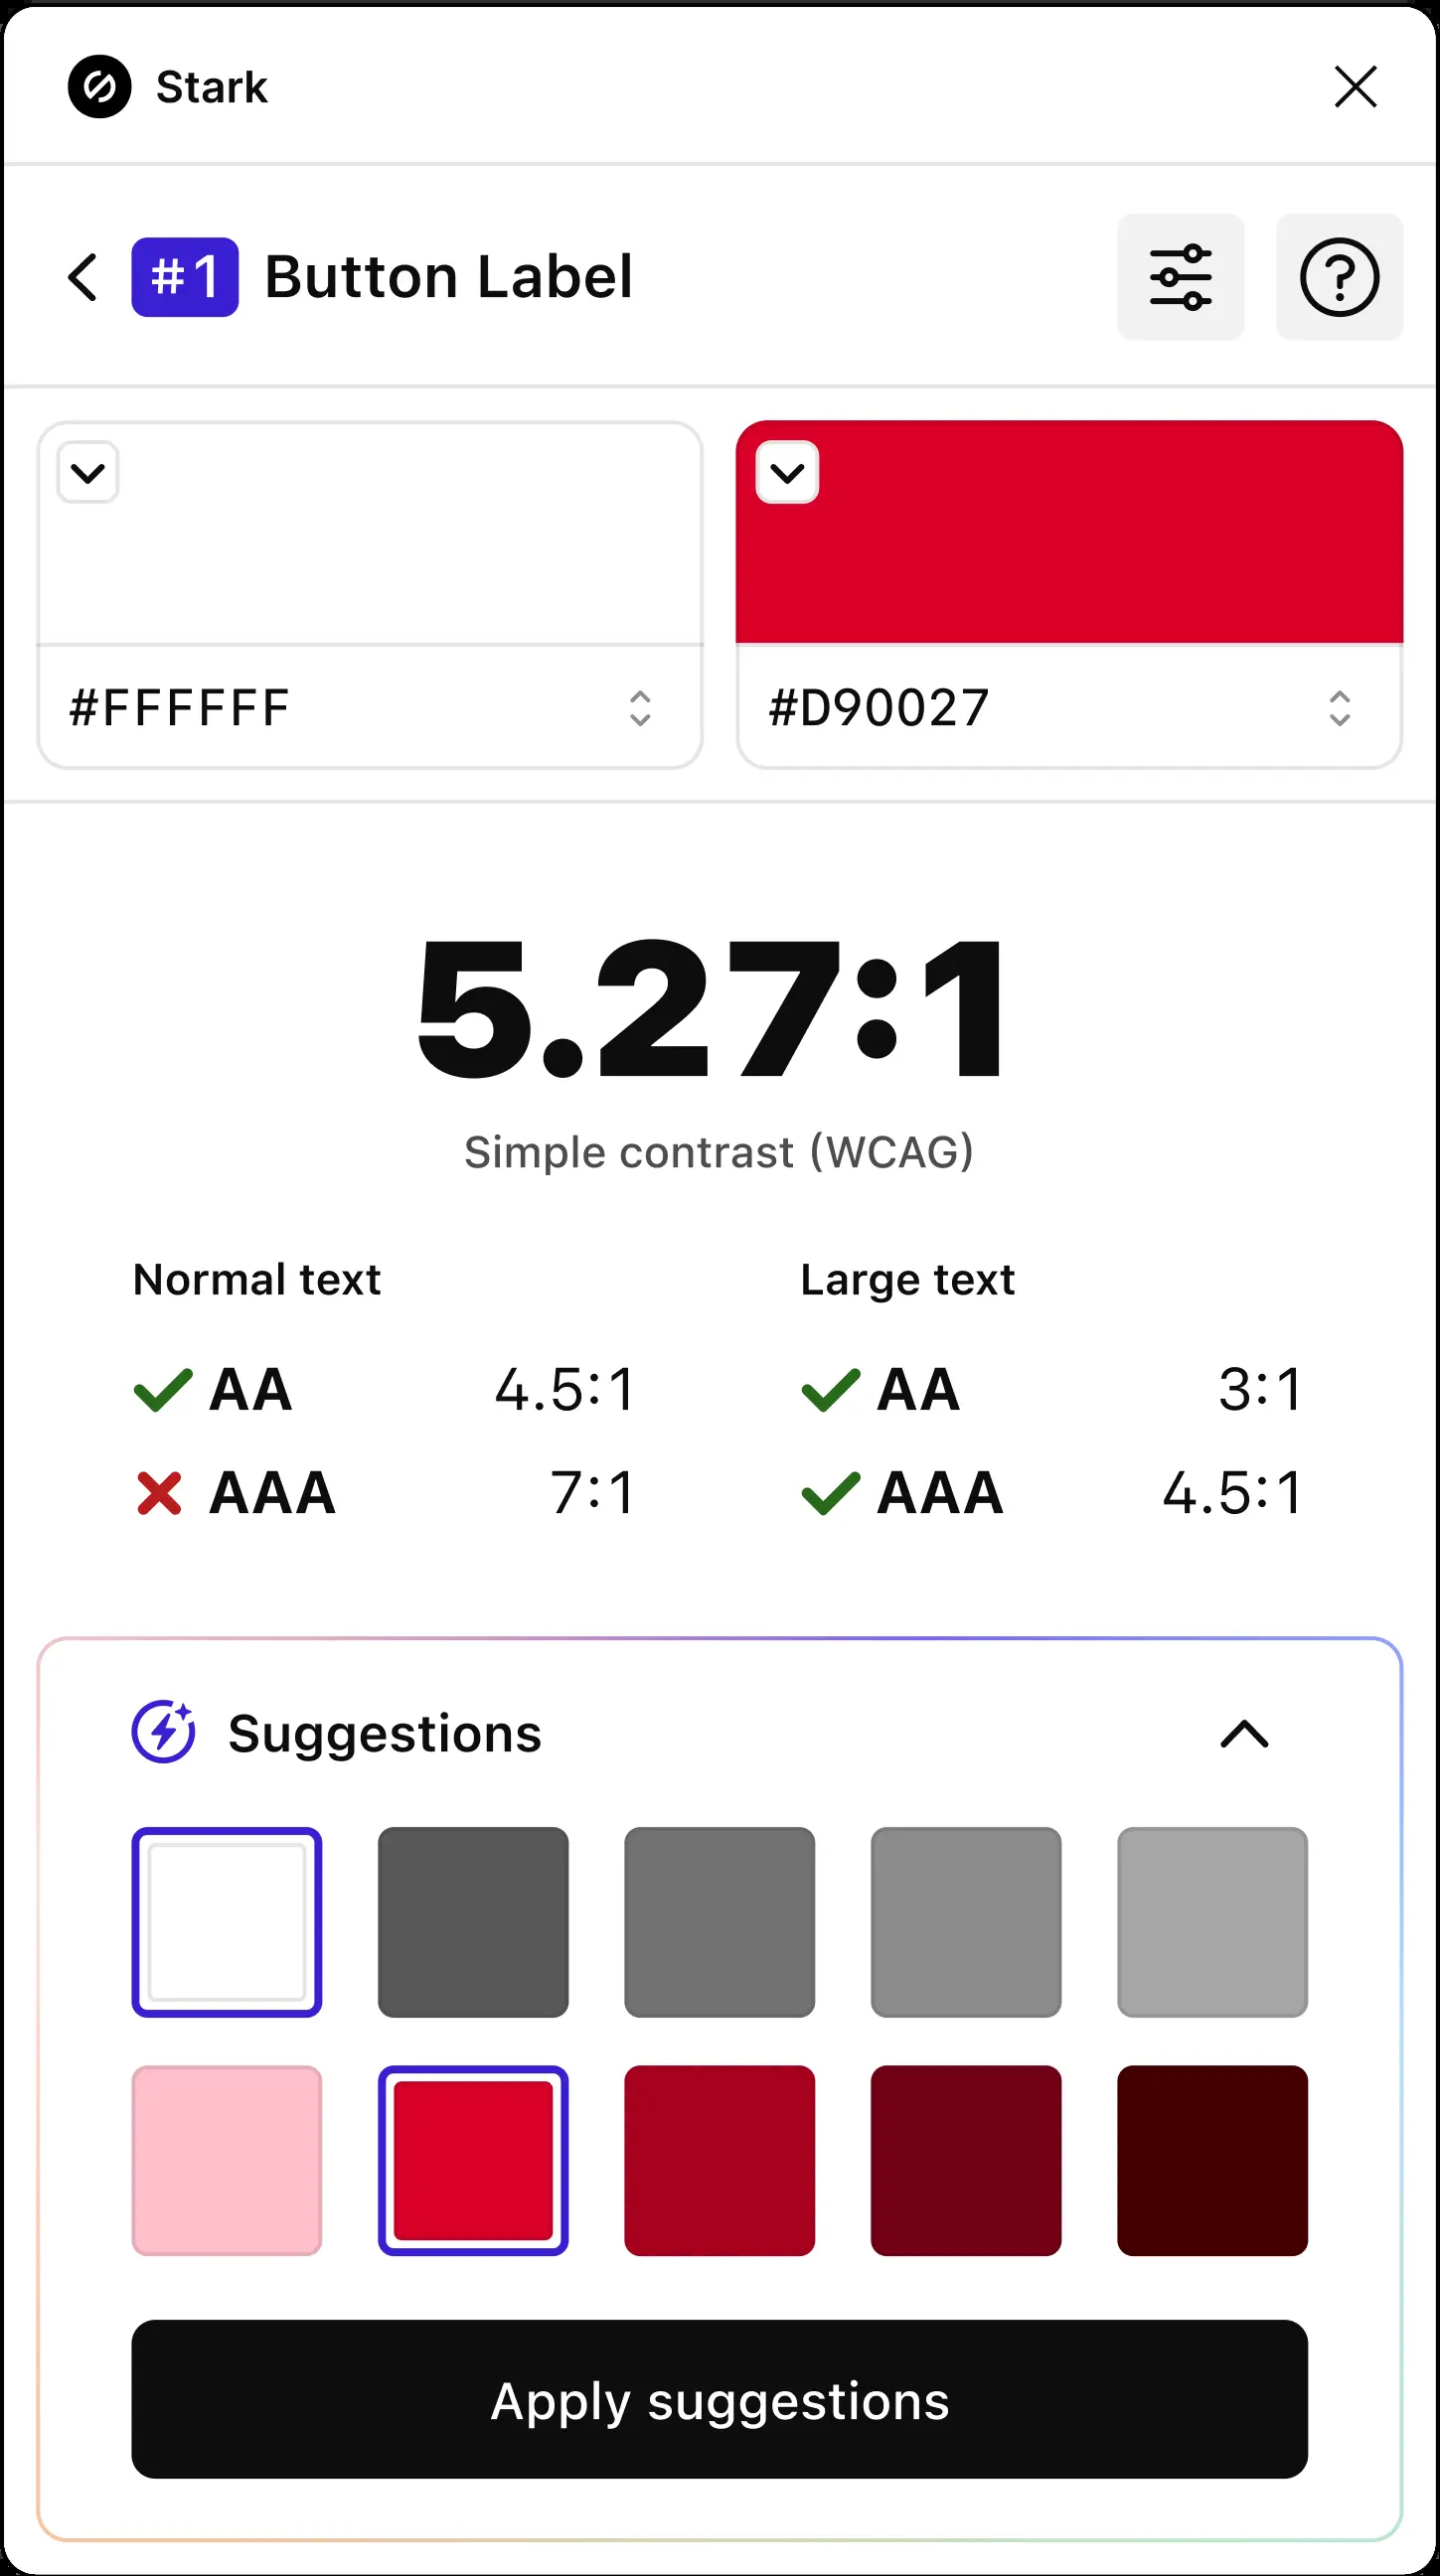 Stark
#1 Button Label
#FFFFFF
#D90027
5.27:1
Simple contrast (WCAG)
Normal text
AA 4.5:1
AAA 7:1
Large text
AA 3:1
AAA 4.5:1
Suggestions
Apply suggestions